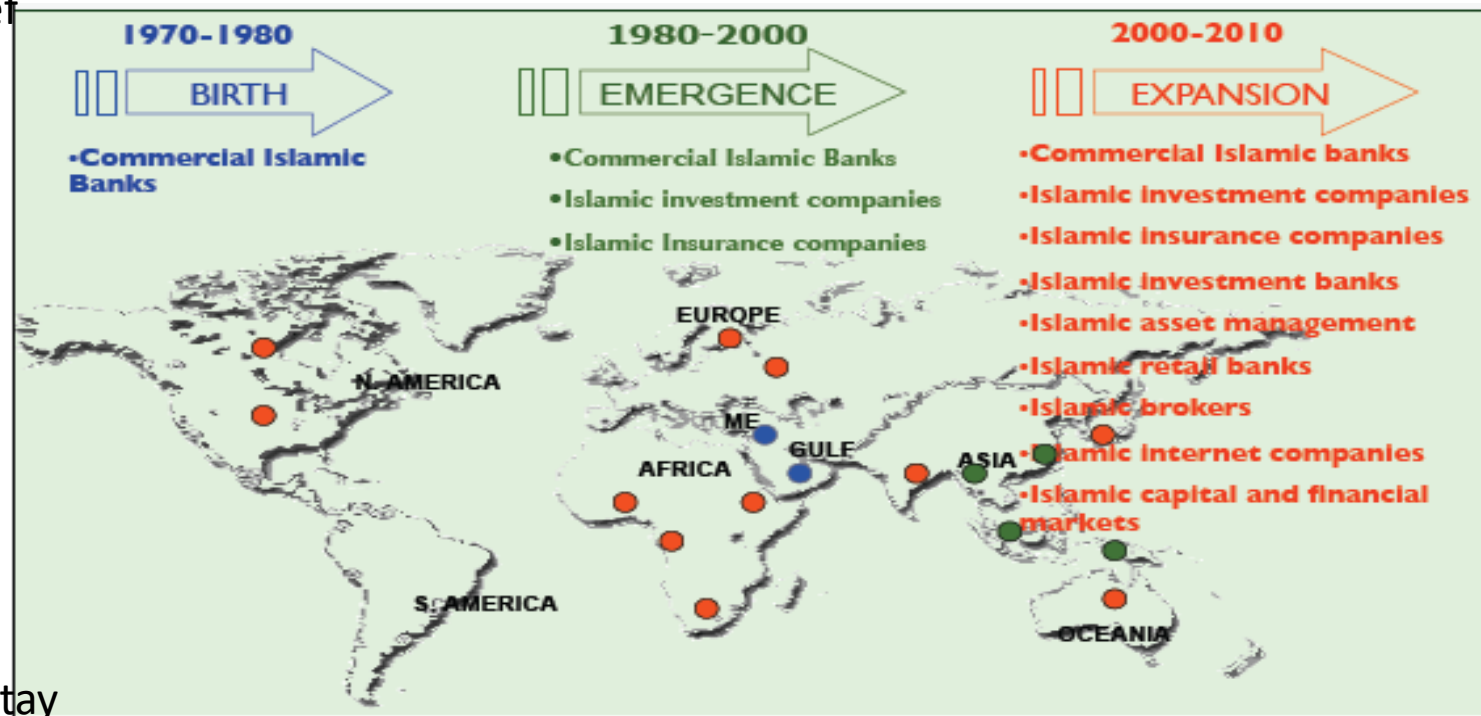 ef
1970-1980
BIRTH
•Commercial Islamic
Banks
1980-2000
EMERGENCE
•Commercial Islamic Banks
•Islamic investment companies
•Islamic Insurance companies
2000-2010
EXPANSION
•Commercial Islamic banks
•Islamic investment companies
•Islamic insurance companies
•Islamic investment banks
•Islamic asset management
•Islamic retail banks
•Islamic brokers
•Islamic internet companies
•Islamic capital and financial
markets
EUROPE
N. AMERICA
ME
GULF
AFRICA
ASIA
S. AMERICA
OCEANIA
tay